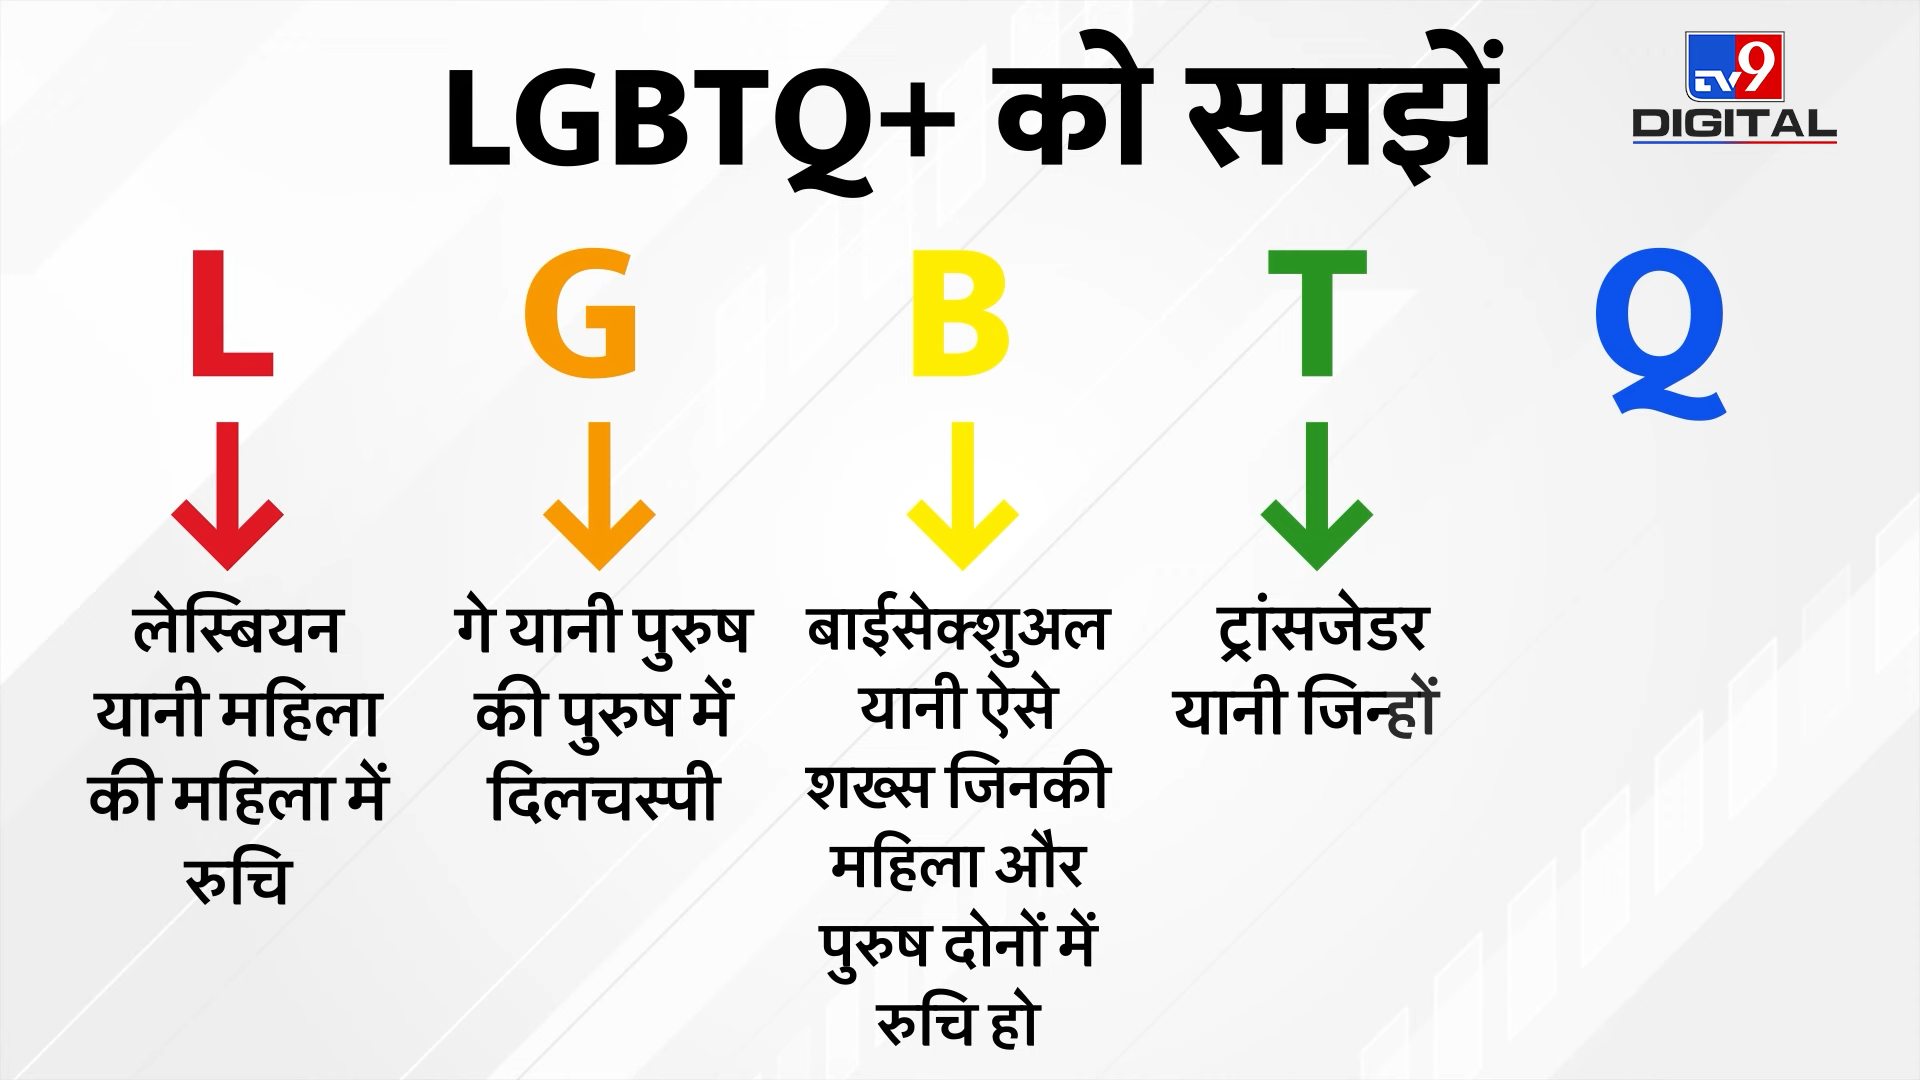 LGBTQ+ को समझें
TV9
DIGITAL
L
G
B
T
Q
लेस्बियन
यानी महिला
की महिला में
रुचि
गे यानी पुरुष
की पुरुष में
दिलचस्पी
बाईसेक्शुअल
यानी ऐसे
शख्स जिनकी
महिला और
पुरुष दोनों में
रुचि हो
ट्रांसजेडर
यानी जिन्हों